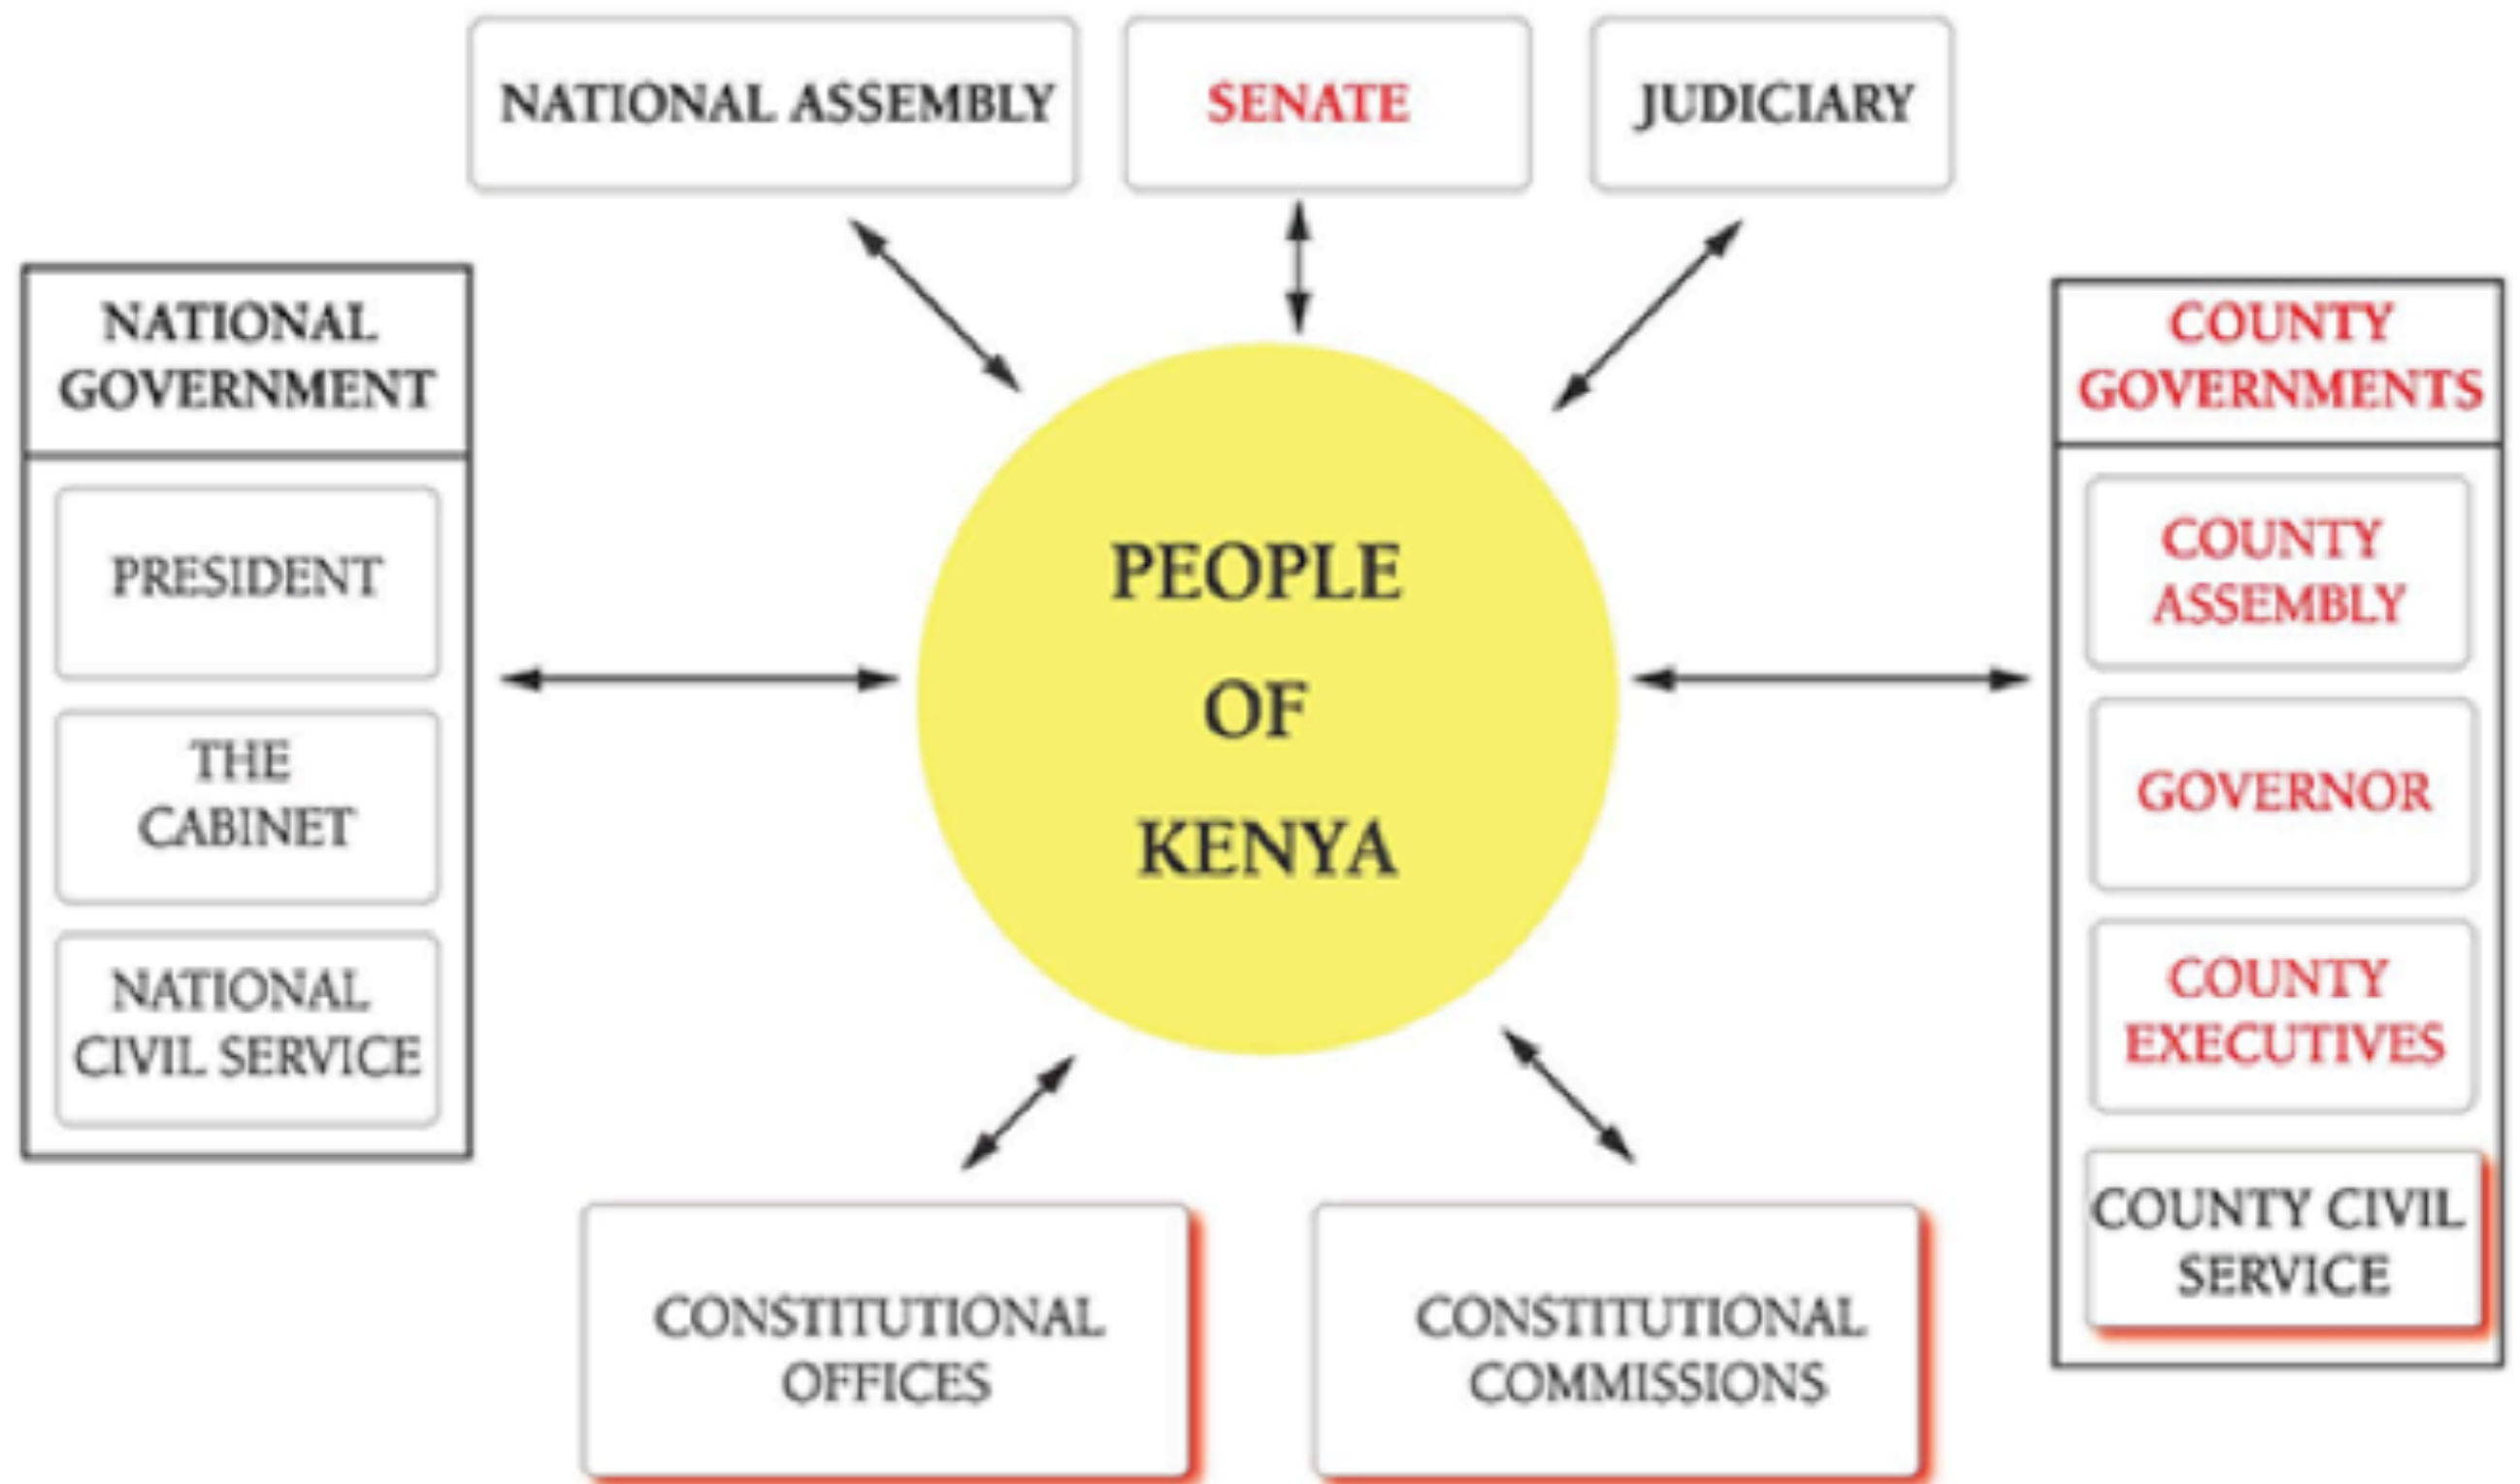 NATIONAL ASSEMBLY
SENATE
JUDICIARY
NATIONAL
GOVERNMENT
PRESIDENT
THE
CABINET
NATIONAL
CIVIL SERVICE
PEOPLE
OF
KENYA
COUNTY
GOVERNMENTS
COUNTY
ASSEMBLY
GOVERNOR
COUNTY
EXECUTIVES
COUNTY CIVIL
SERVICE
CONSTITUTIONAL
OFFICES
CONSTITUTIONAL
COMMISSIONS